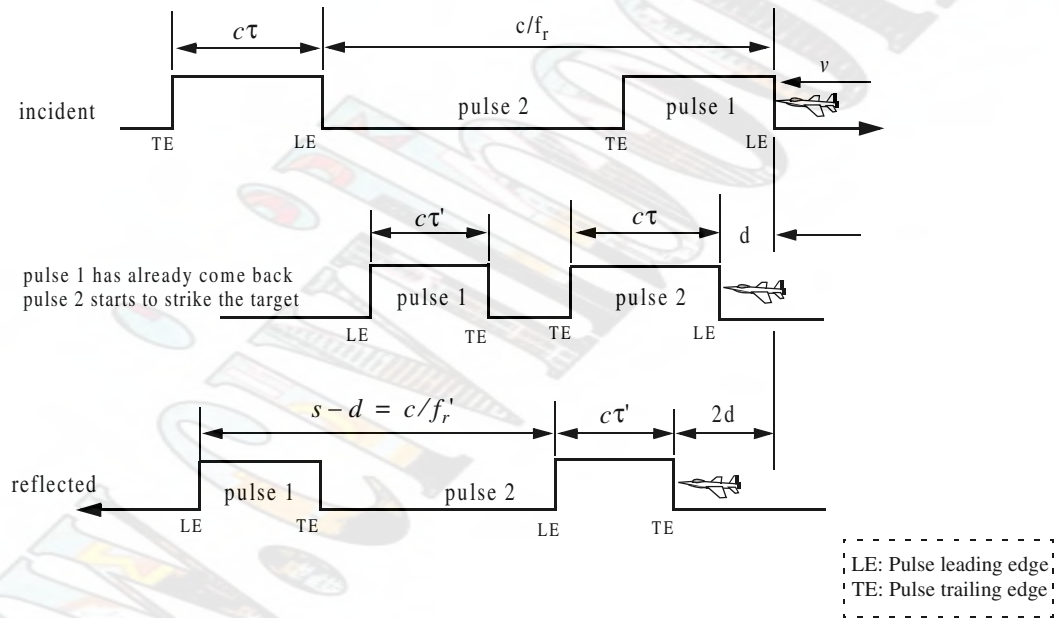 cτ
c/fr
v
incident
pulse 2
pulse 1
TE
LE
TE
LE
cτ'
cτ
d
pulse 1 has already come back
pulse 2 starts to strike the target
pulse 1
pulse 2
LE
TE
TE
LE
s – d = c/fr'
cτ'
2d
reflected
pulse 1
pulse 2
LE
TE
LE
TE
LE: Pulse leading edge
TE: Pulse trailing edge